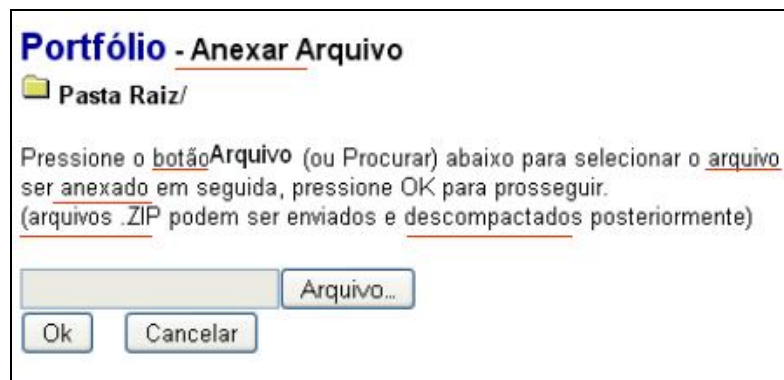 Portfólio - Anexar Arquivo
Pasta Raiz/
Pressione o botãoArquivo (ou Procurar) abaixo para selecionar o arquivo
ser anexado em seguida, pressione OK para prosseguir.
(arquivos .ZIP podem ser enviados e descompactados posteriormente)
Arquivo...
Ok Cancelar